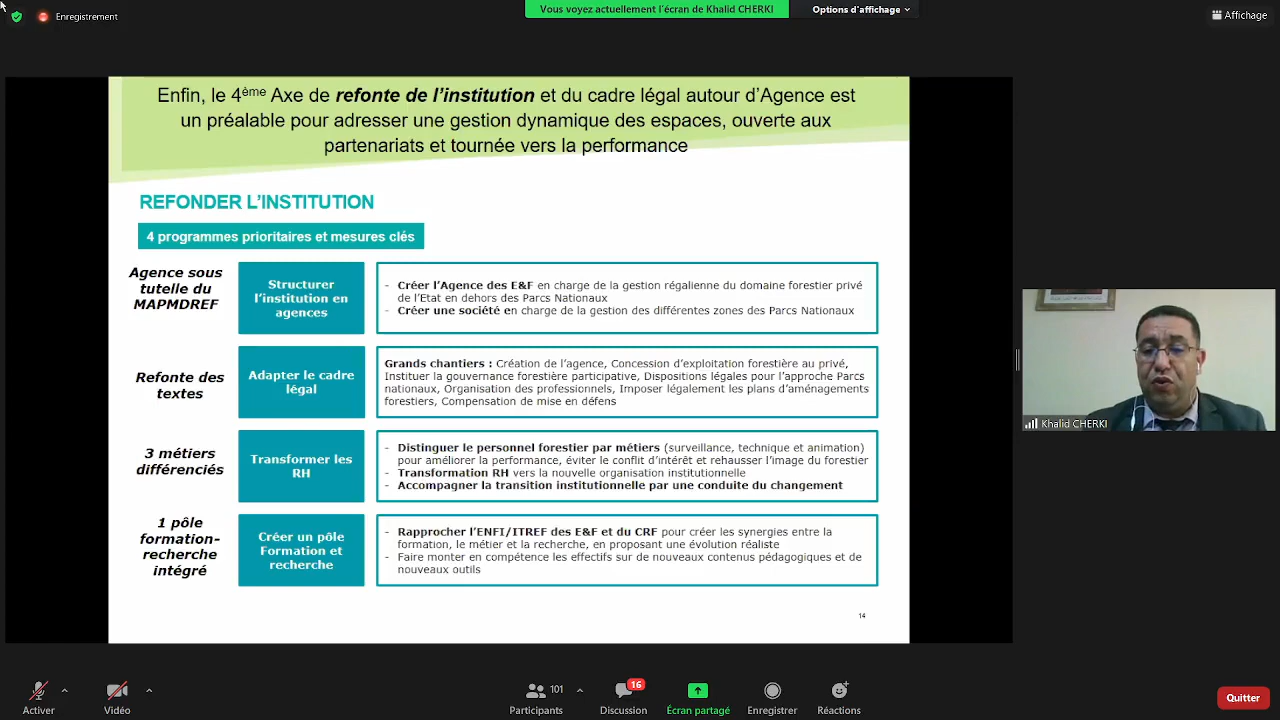 Enregistrement
Vous voyez actuellement l'écran de Khalid CHERKI
Options d'affichage
Affichage
Enfin, le 4ème Axe de refonte de l'institution et du cadre légal autour d'Agence est
un préalable pour adresser une gestion dynamique des espaces, ouverte aux
partenariats et tournée vers la performance
REFONDER L'INSTITUTION
4 programmes prioritaires et mesures clés
Agence sous
tutelle du
MAPMDREF
Structurer
l'institution en
agences
- Créer l'Agence des E&F en charge de la gestion régalienne du domaine forestier privé
de l'Etat en dehors des Parcs Nationaux
- Créer une société en charge de la gestion des différentes zones des Parcs Nationaux
Refonte des
textes
Adapter le cadre
légal
Grands chantiers : Création de l'agence, Concession d'exploitation forestière au privé,
Instituer la gouvernance forestière participative, Dispositions légales pour l'approche Parcs
nationaux, Organisation des professionnels, Imposer légalement les plans d'aménagements
forestiers, Compensation de mise en défens
3 métiers
différenciés
Transformer les
RH
- Distinguer le personnel forestier par métiers (surveillance, technique et animation)
pour améliorer la performance, éviter le conflit d'intérêt et rehausser l'image du forestier
- Transformation RH vers la nouvelle organisation institutionnelle
- Accompagner la transition institutionnelle par une conduite du changement
1 pôle
formation-
recherche
intégré
Créer un pôle
Formation et
recherche
- Rapprocher l'ENFI/ITREF des E&F et du CRF pour créer les synergies entre la
formation, le métier et la recherche, en proposant une évolution réaliste
- Faire monter en compétence les effectifs sur de nouveaux contenus pédagogiques et de
nouveaux outils
14
Khalid CHERKI
Activer
Vidéo
101
Participants
16
Discussion
Écran partagé
Enregistrer
Réactions
Quitter